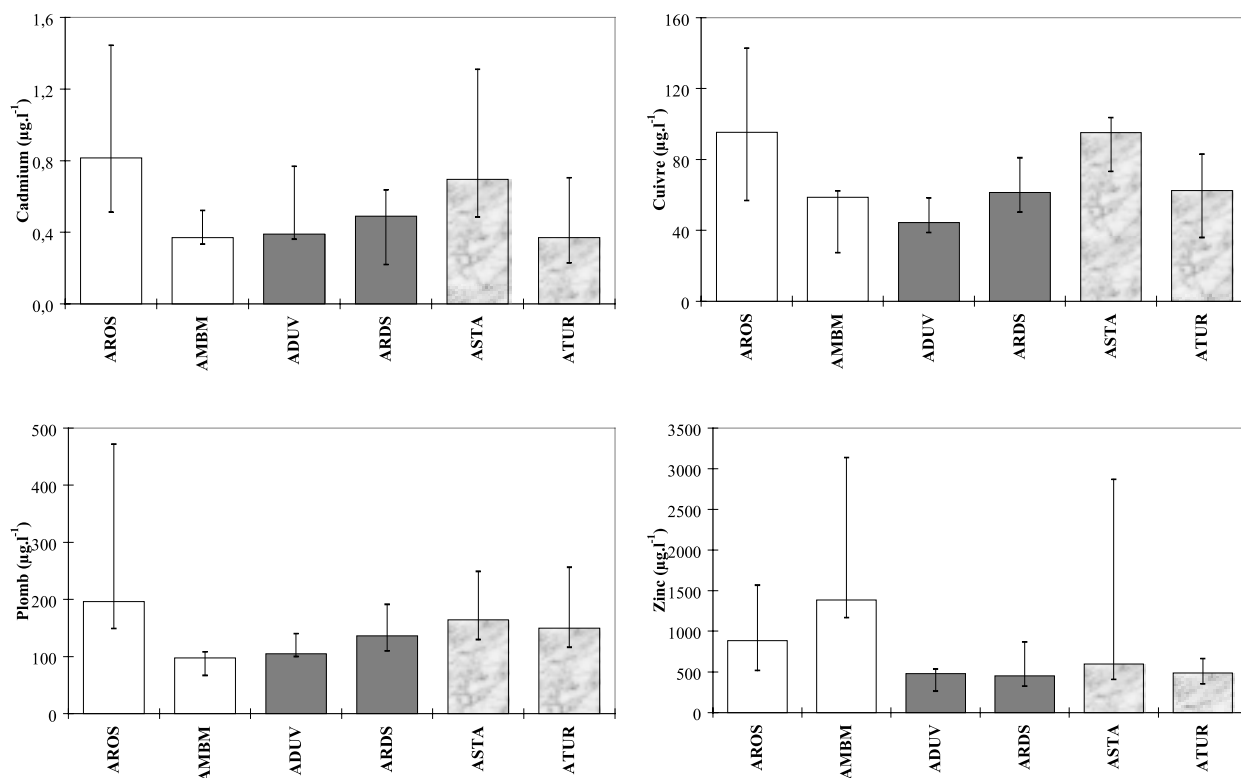 Cadmium (µg.l⁻¹)
1,6
1,2
0,8
0,4
0,0
AROS
AMBM
ADUV
ARDS
ASTA
ATUR
Cuivre (µg.l⁻¹)
160
120
80
40
0
AROS
AMBM
ADUV
ARDS
ASTA
ATUR
Plomb (µg.l⁻¹)
500
400
300
200
100
0
AROS
AMBM
ADUV
ARDS
ASTA
ATUR
Zinc (µg.l⁻¹)
3500
3000
2500
2000
1500
1000
500
0
AROS
AMBM
ADUV
ARDS
ASTA
ATUR